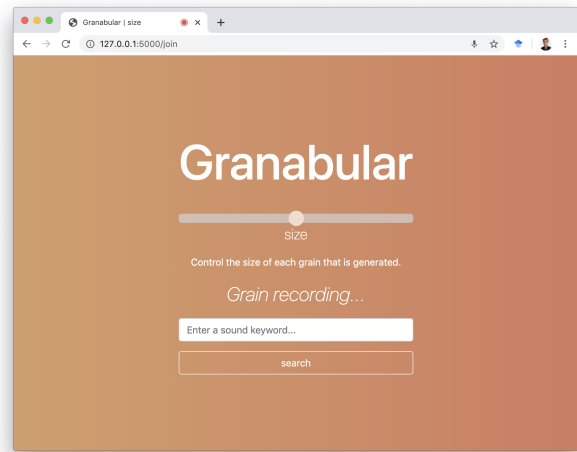 Granabular | size
127.0.0.1:5000/join
Granabular
size
Control the size of each grain that is generated.
Grain recording...
Enter a sound keyword...
search